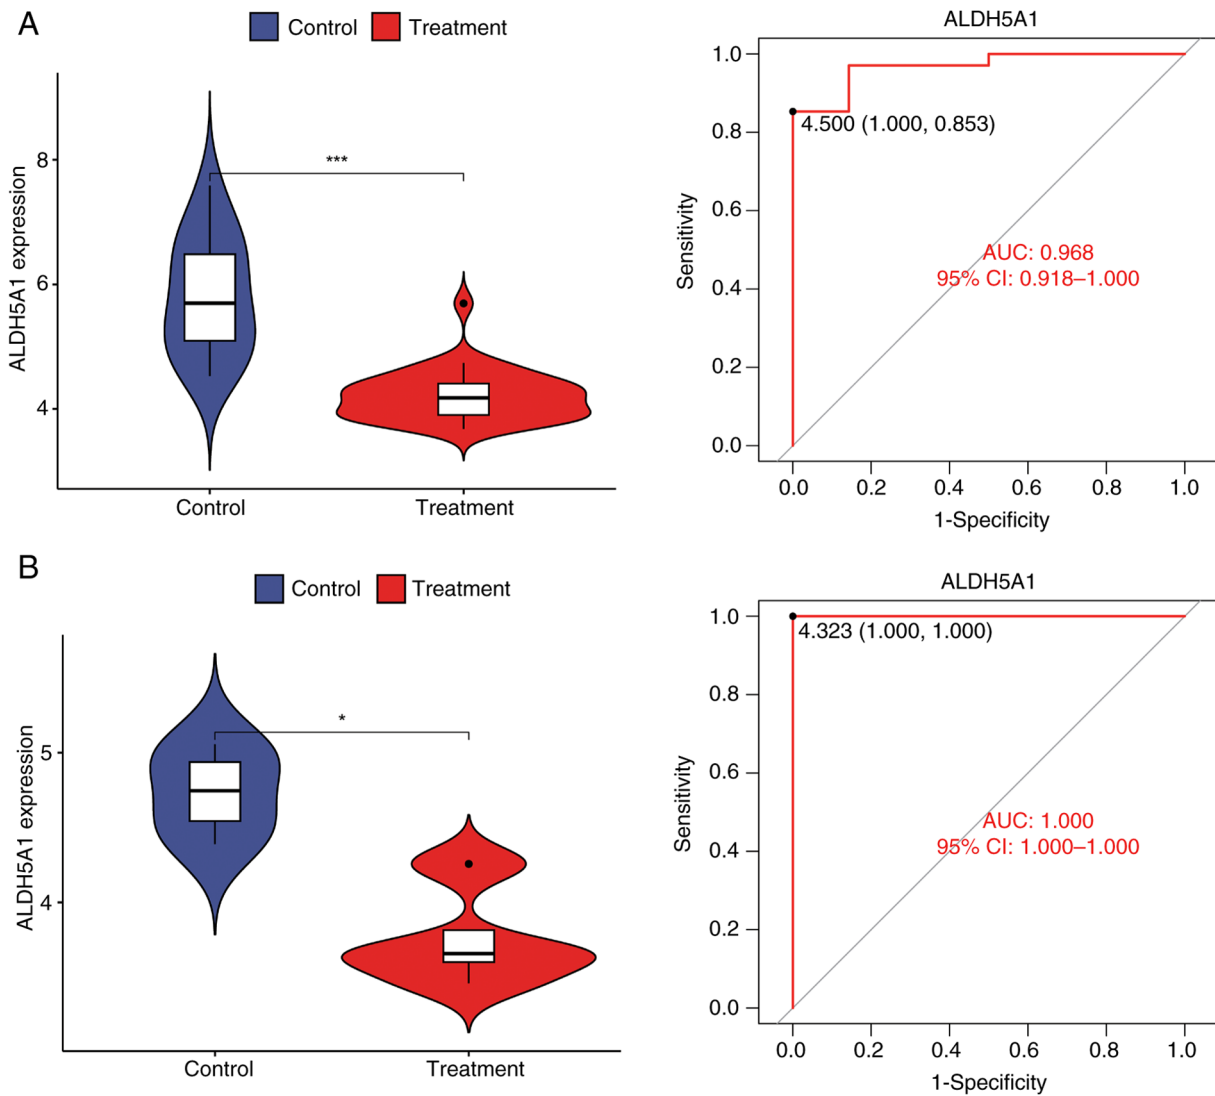 A
Control
Treatment
ALDH5A1 expression
8
6
4
***
Control
Treatment
ALDH5A1
Sensitivity
1.0
0.8
0.6
0.4
0.2
0.0
4.500 (1.000, 0.853)
AUC: 0.968
95% CI: 0.918–1.000
0.0
0.2
0.4
0.6
0.8
1.0
1-Specificity
B
Control
Treatment
ALDH5A1 expression
5
4
*
Control
Treatment
ALDH5A1
Sensitivity
1.0
0.8
0.6
0.4
0.2
0.0
4.323 (1.000, 1.000)
AUC: 1.000
95% CI: 1.000–1.000
0.0
0.2
0.4
0.6
0.8
1.0
1-Specificity